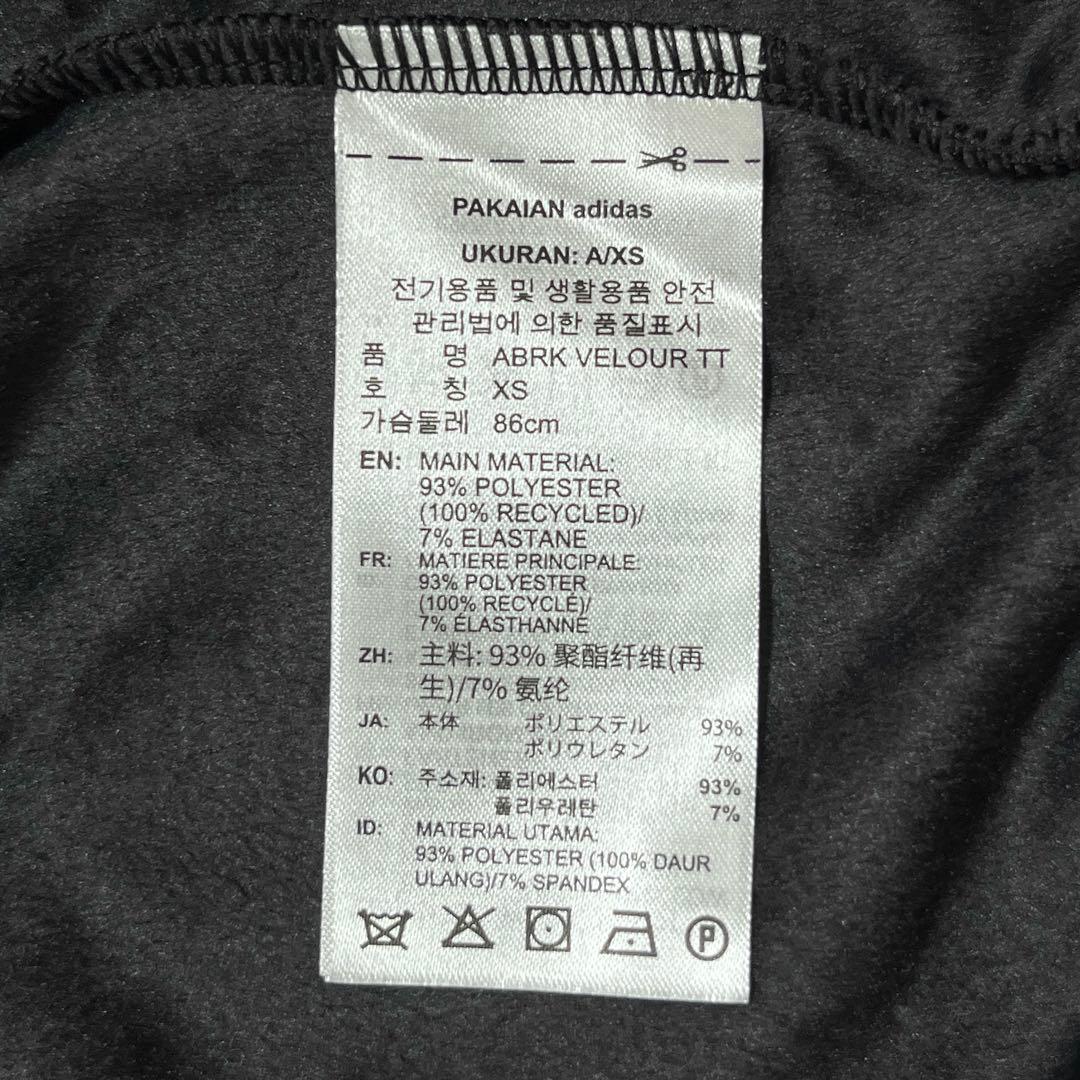 PAKAIAN adidas
UKURAN: A/XS
전기용품 및 생활용품 안전
관리법에 의한 품질표시
품 명 ABRK VELOUR TT
호 칭 XS
가슴둘레 86cm
EN: MAIN MATERIAL:
93% POLYESTER
(100% RECYCLED)/
7% ELASTANE
FR: MATIERE PRINCIPALE:
93% POLYESTER
(100% RECYCLÉ)/
7% ÉLASTHANNE
ZH: 主料: 93% 聚酯纤维(再
生)/7% 氨纶
JA: 本体 ポリエステル 93%
ポリウレタン 7%
KO: 주소재: 폴리에스터 93%
폴리우레탄 7%
ID: MATERIAL UTAMA:
93% POLYESTER (100% DAUR
ULANG)/7% SPANDEX
P